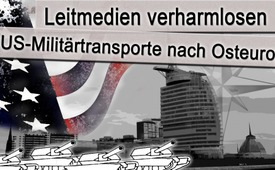 Leitmedien verharmlosen
US-Militärtransporte nach Osteuro